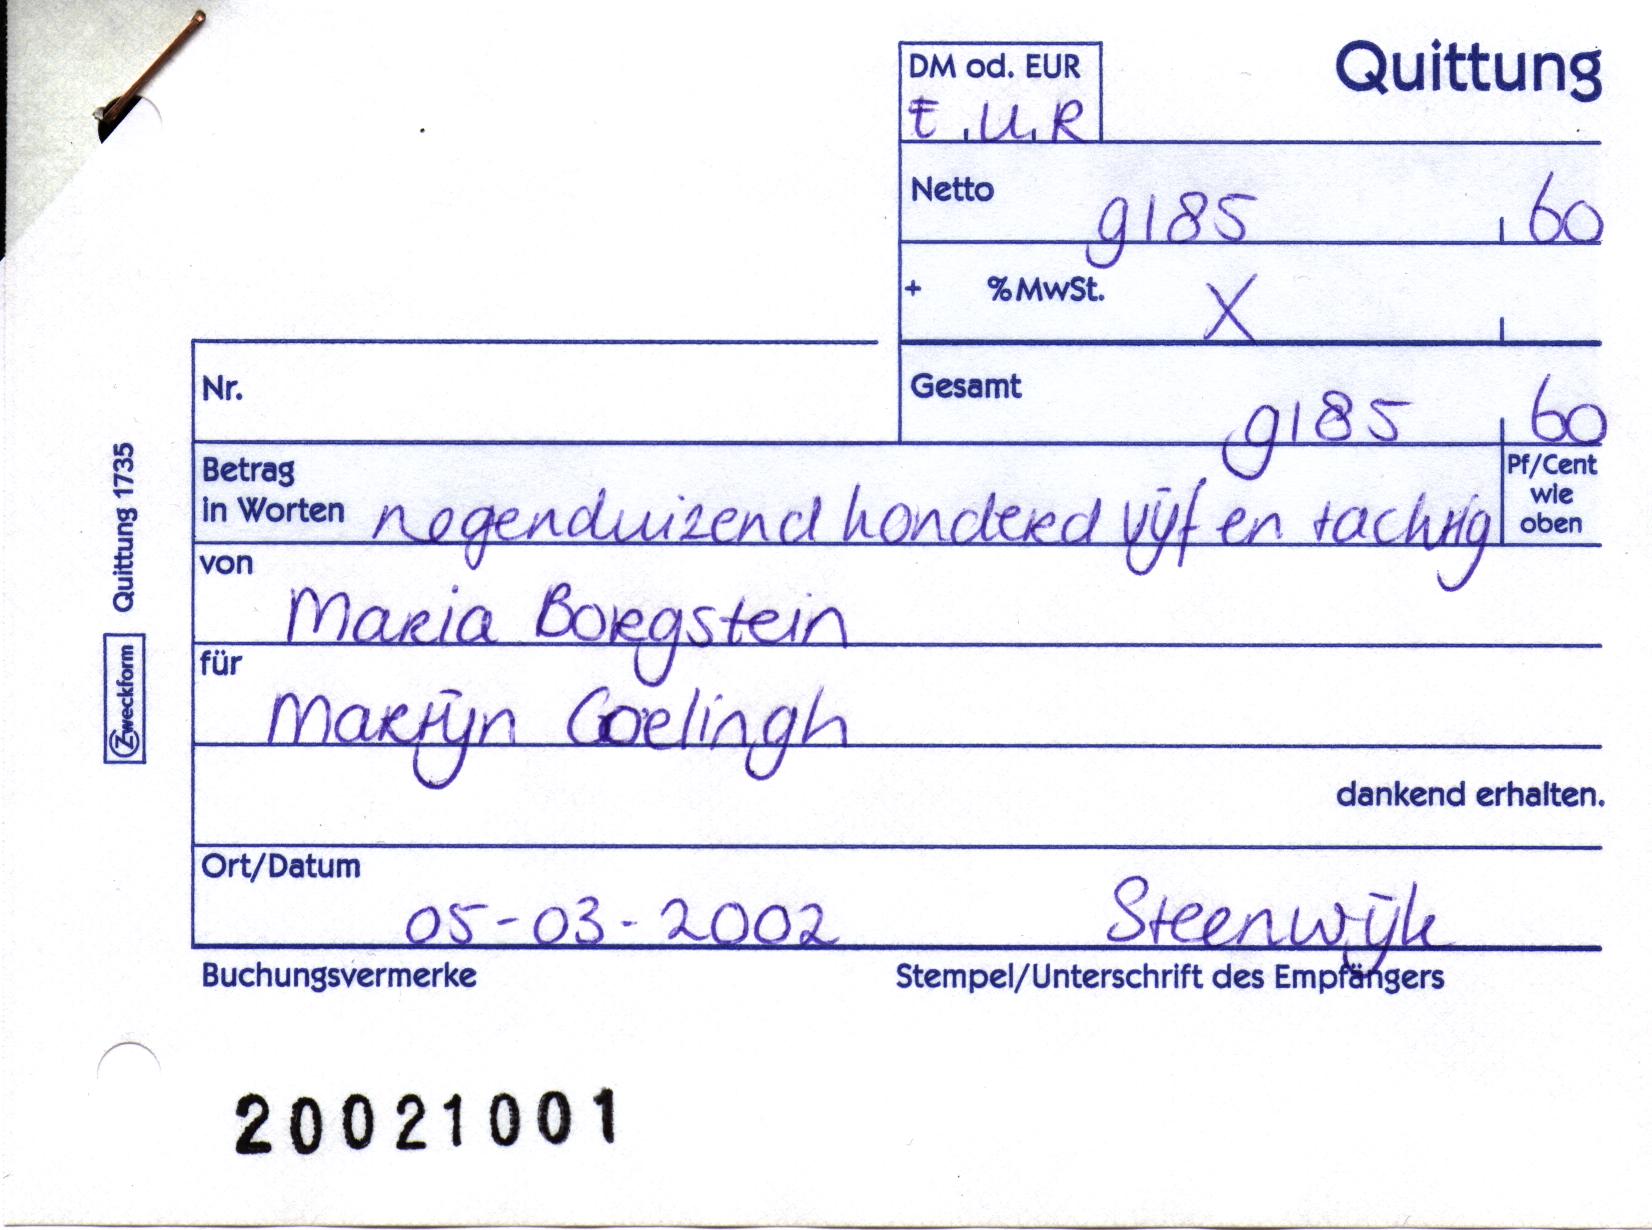 Quittung
DM od. EUR
E.U.R
Netto 9185,60
+ %MwSt. X
Nr.
Gesamt 9185,60
Betrag
in Worten negenduizend honderd vijf en tachtig
Pf/Cent
wie
oben
von
Maria Borgstein
für
Martijn Goelingh
dankend erhalten.
Ort/Datum
05-03-2002 Steenwijk
Buchungsvermerke Stempel/Unterschrift des Empfängers
Zweckform Quittung 1735
20021001